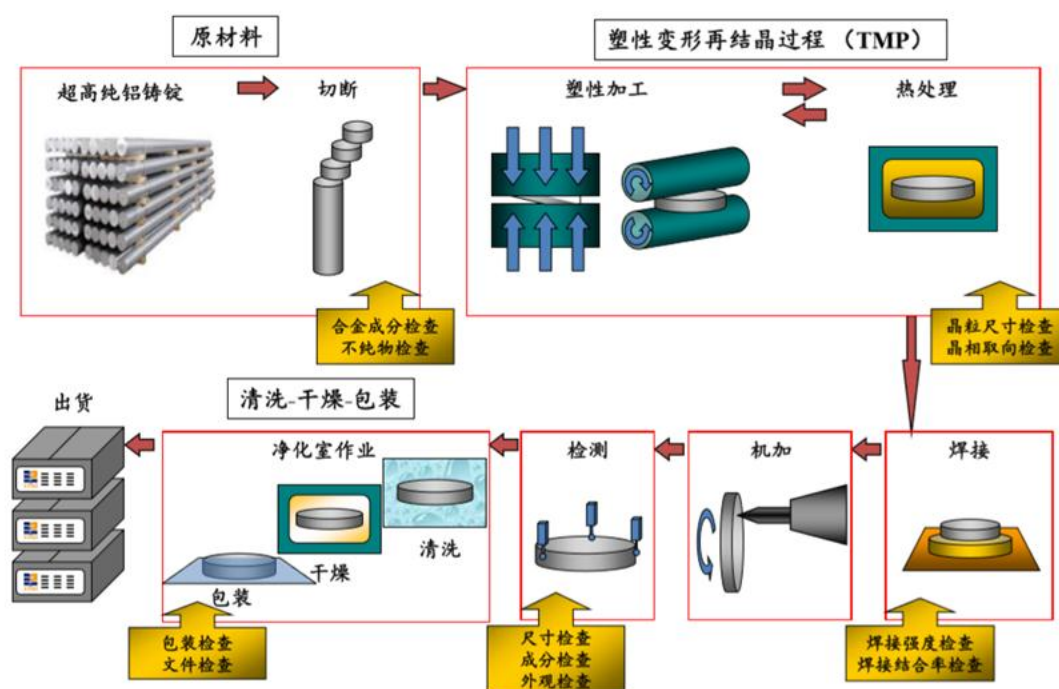 原材料
塑性变形再结晶过程 （TMP）
超高纯铝铸锭
切断
塑性加工
热处理
合金成分检查
不纯物检查
晶粒尺寸检查
晶相取向检查
焊接
机加
检测
清洗-干燥-包装
净化室作业
清洗
干燥
包装
出货
焊接强度检查
焊接结合率检查
尺寸检查
成分检查
外观检查
包装检查
文件检查